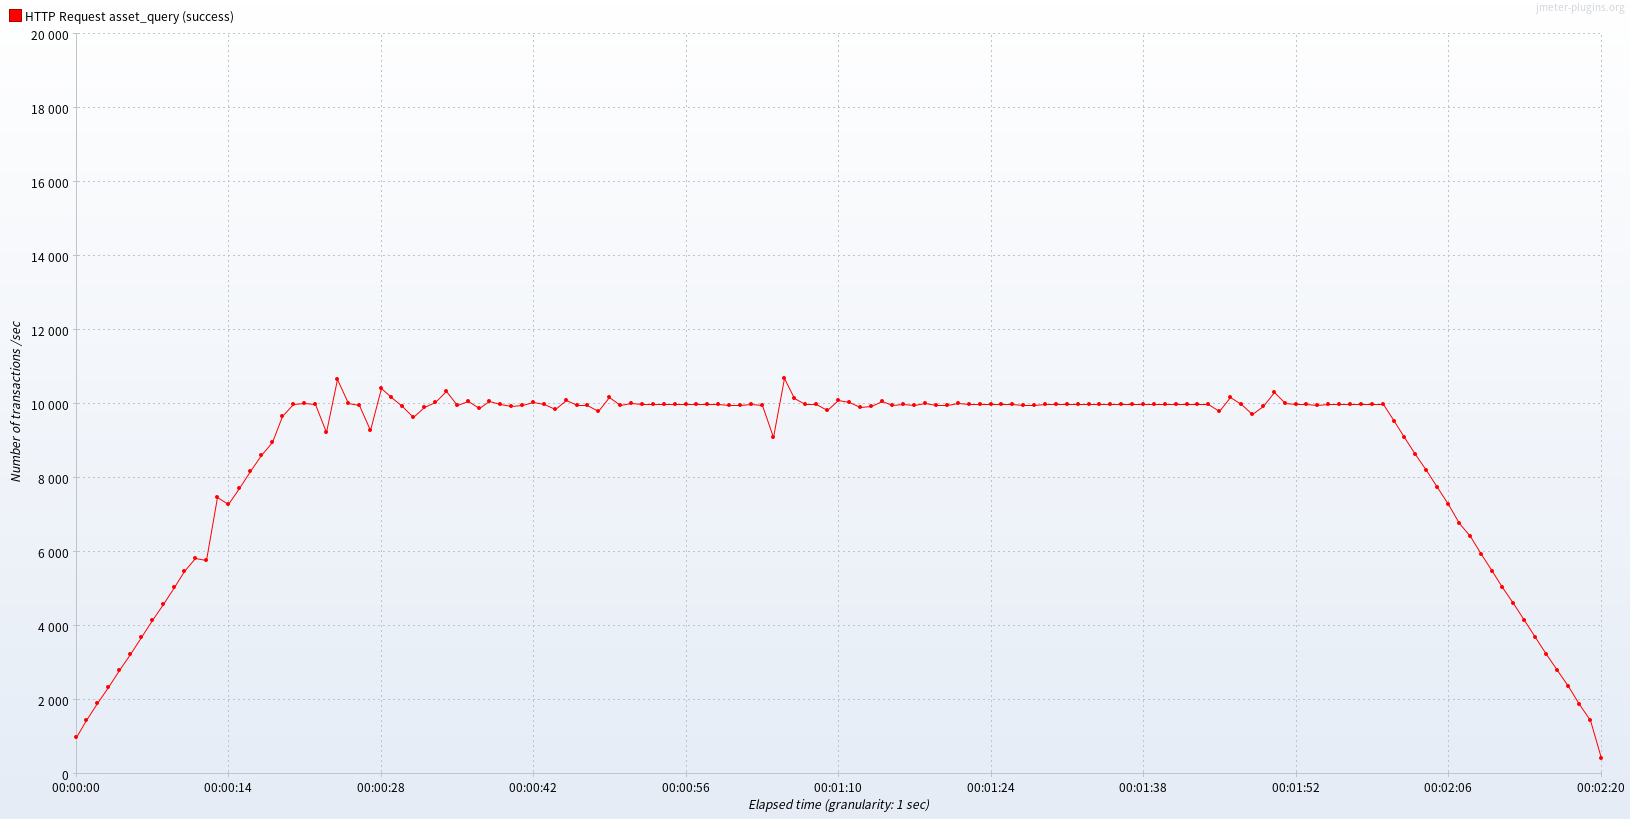 HTTP Request asset_query (success)
jmeter-plugins.org
20 000
18 000
16 000
14 000
12 000
10 000
8 000
6 000
4 000
2 000
0
Number of transactions /sec
00:00:00 00:00:14 00:00:28 00:00:42 00:00:56 00:01:10 00:01:24 00:01:38 00:01:52 00:02:06 00:02:20
Elapsed time (granularity: 1 sec)